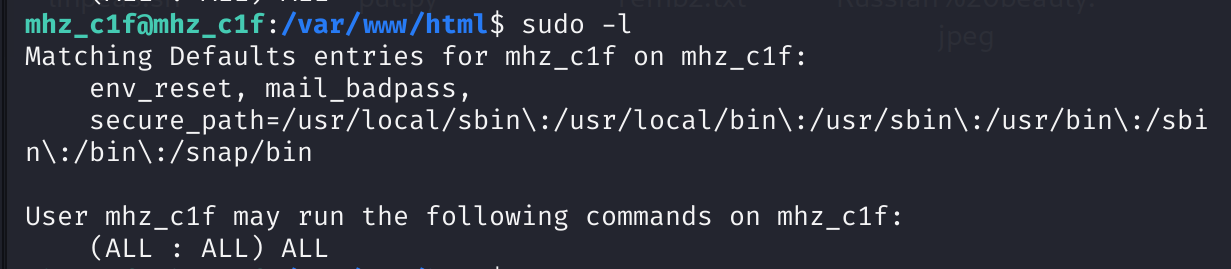 mhz_c1f@mhz_c1f:/var/www/html$ sudo -l
Matching Defaults entries for mhz_c1f on mhz_c1f:
    env_reset, mail_badpass,
    secure_path=/usr/local/sbin\:/usr/local/bin\:/usr/sbin\:/usr/bin\:/sbi
n\:/bin\:/snap/bin

User mhz_c1f may run the following commands on mhz_c1f:
    (ALL : ALL) ALL